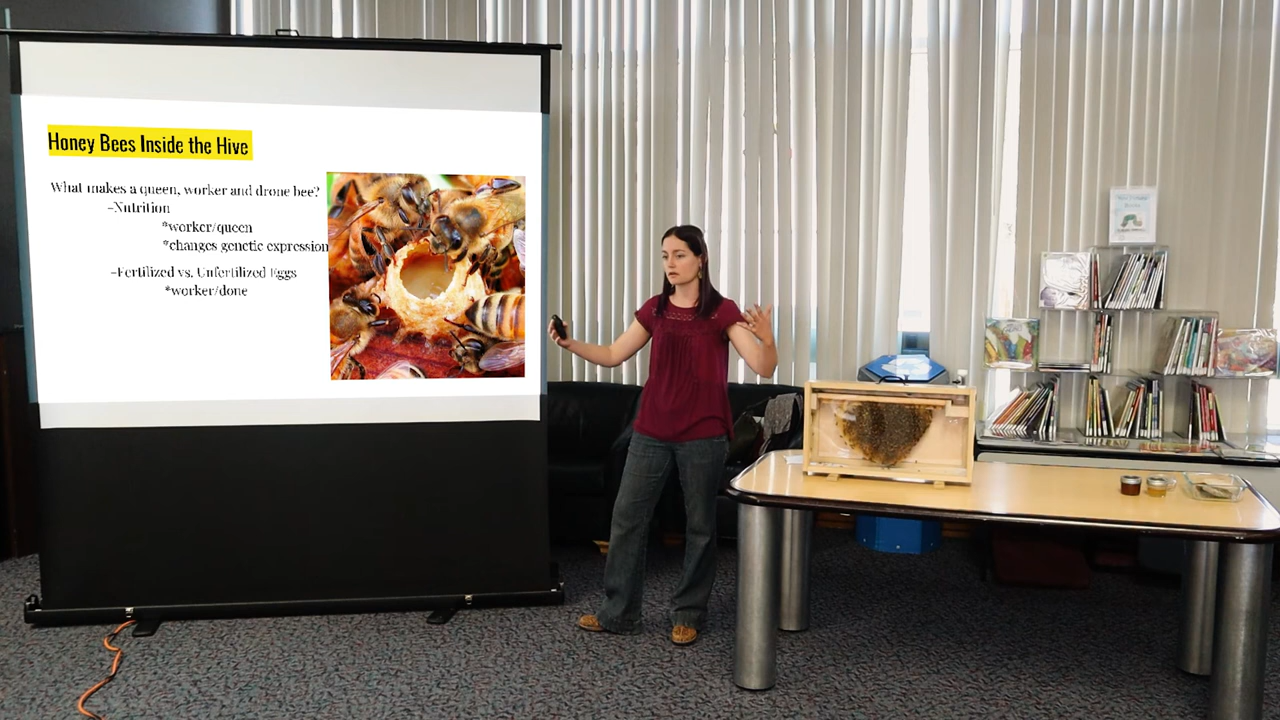 Honey Bees Inside the Hive
What makes a queen, worker and drone bee?
-Nutrition
*worker/queen
*changes genetic expression
-Fertilized vs. Unfertilized Eggs
*worker/done